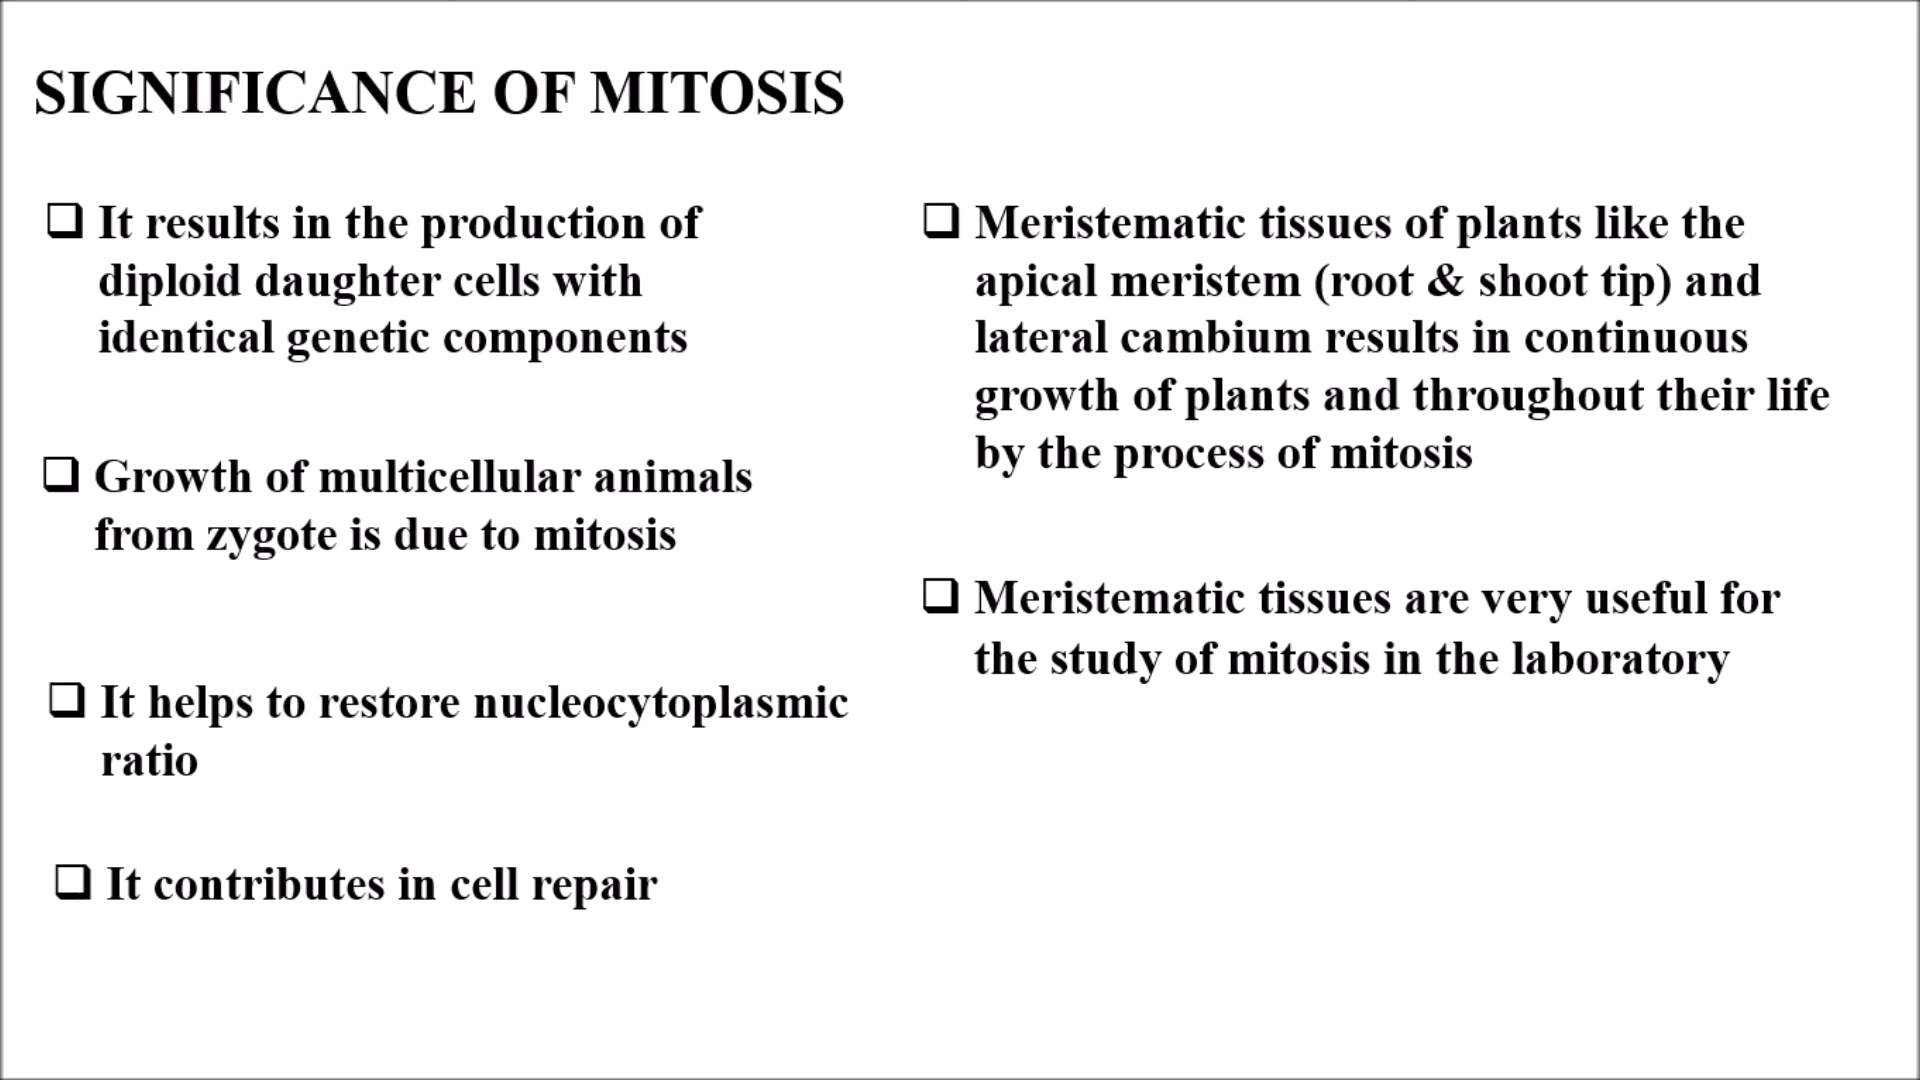 SIGNIFICANCE OF MITOSIS
❑ It results in the production of
diploid daughter cells with
identical genetic components
❑ Growth of multicellular animals
from zygote is due to mitosis
❑ It helps to restore nucleocytoplasmic
ratio
❑ It contributes in cell repair
❑ Meristematic tissues of plants like the
apical meristem (root & shoot tip) and
lateral cambium results in continuous
growth of plants and throughout their life
by the process of mitosis
❑ Meristematic tissues are very useful for
the study of mitosis in the laboratory